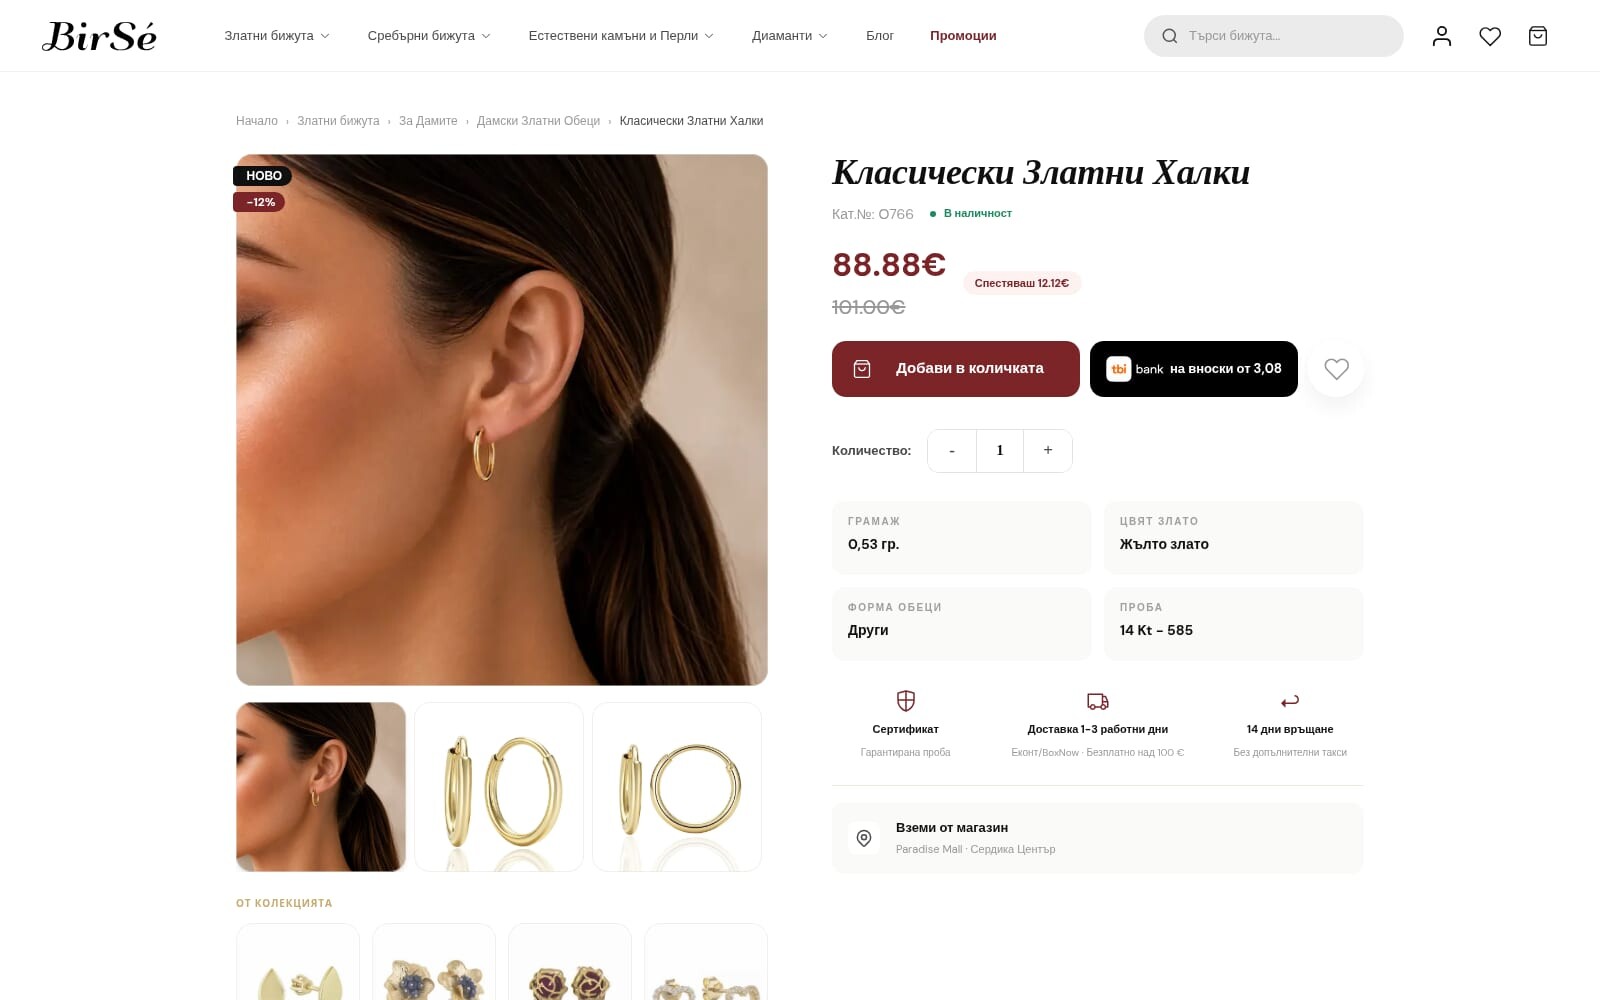 BirSé
Златни бижута
Сребърни бижута
Естествени камъни и Перли
Диаманти
Блог
Промоции
Търси бижута...
Начало › Златни бижута › За Дамите › Дамски Златни Обеци › Класически Златни Халки
НОВО
-12%
Класически Златни Халки
Кат.№: О766
В наличност
88.88€
Спестяваш 12.12€
101.00€
Добави в количката
tbi bank на вноски от 3,08
Количество:
- 1 +
ГРАМАЖ
0,53 гр.
ЦВЯТ ЗЛАТО
Жълто злато
ФОРМА ОБЕЦИ
Други
ПРОБА
14 Kt - 585
Сертификат
Гарантирана проба
Доставка 1-3 работни дни
Еконт/BoxNow · Безплатно над 100 €
14 дни връщане
Без допълнителни такси
Вземи от магазин
Paradise Mall · Сердика Център
ОТ КОЛЕКЦИЯТА